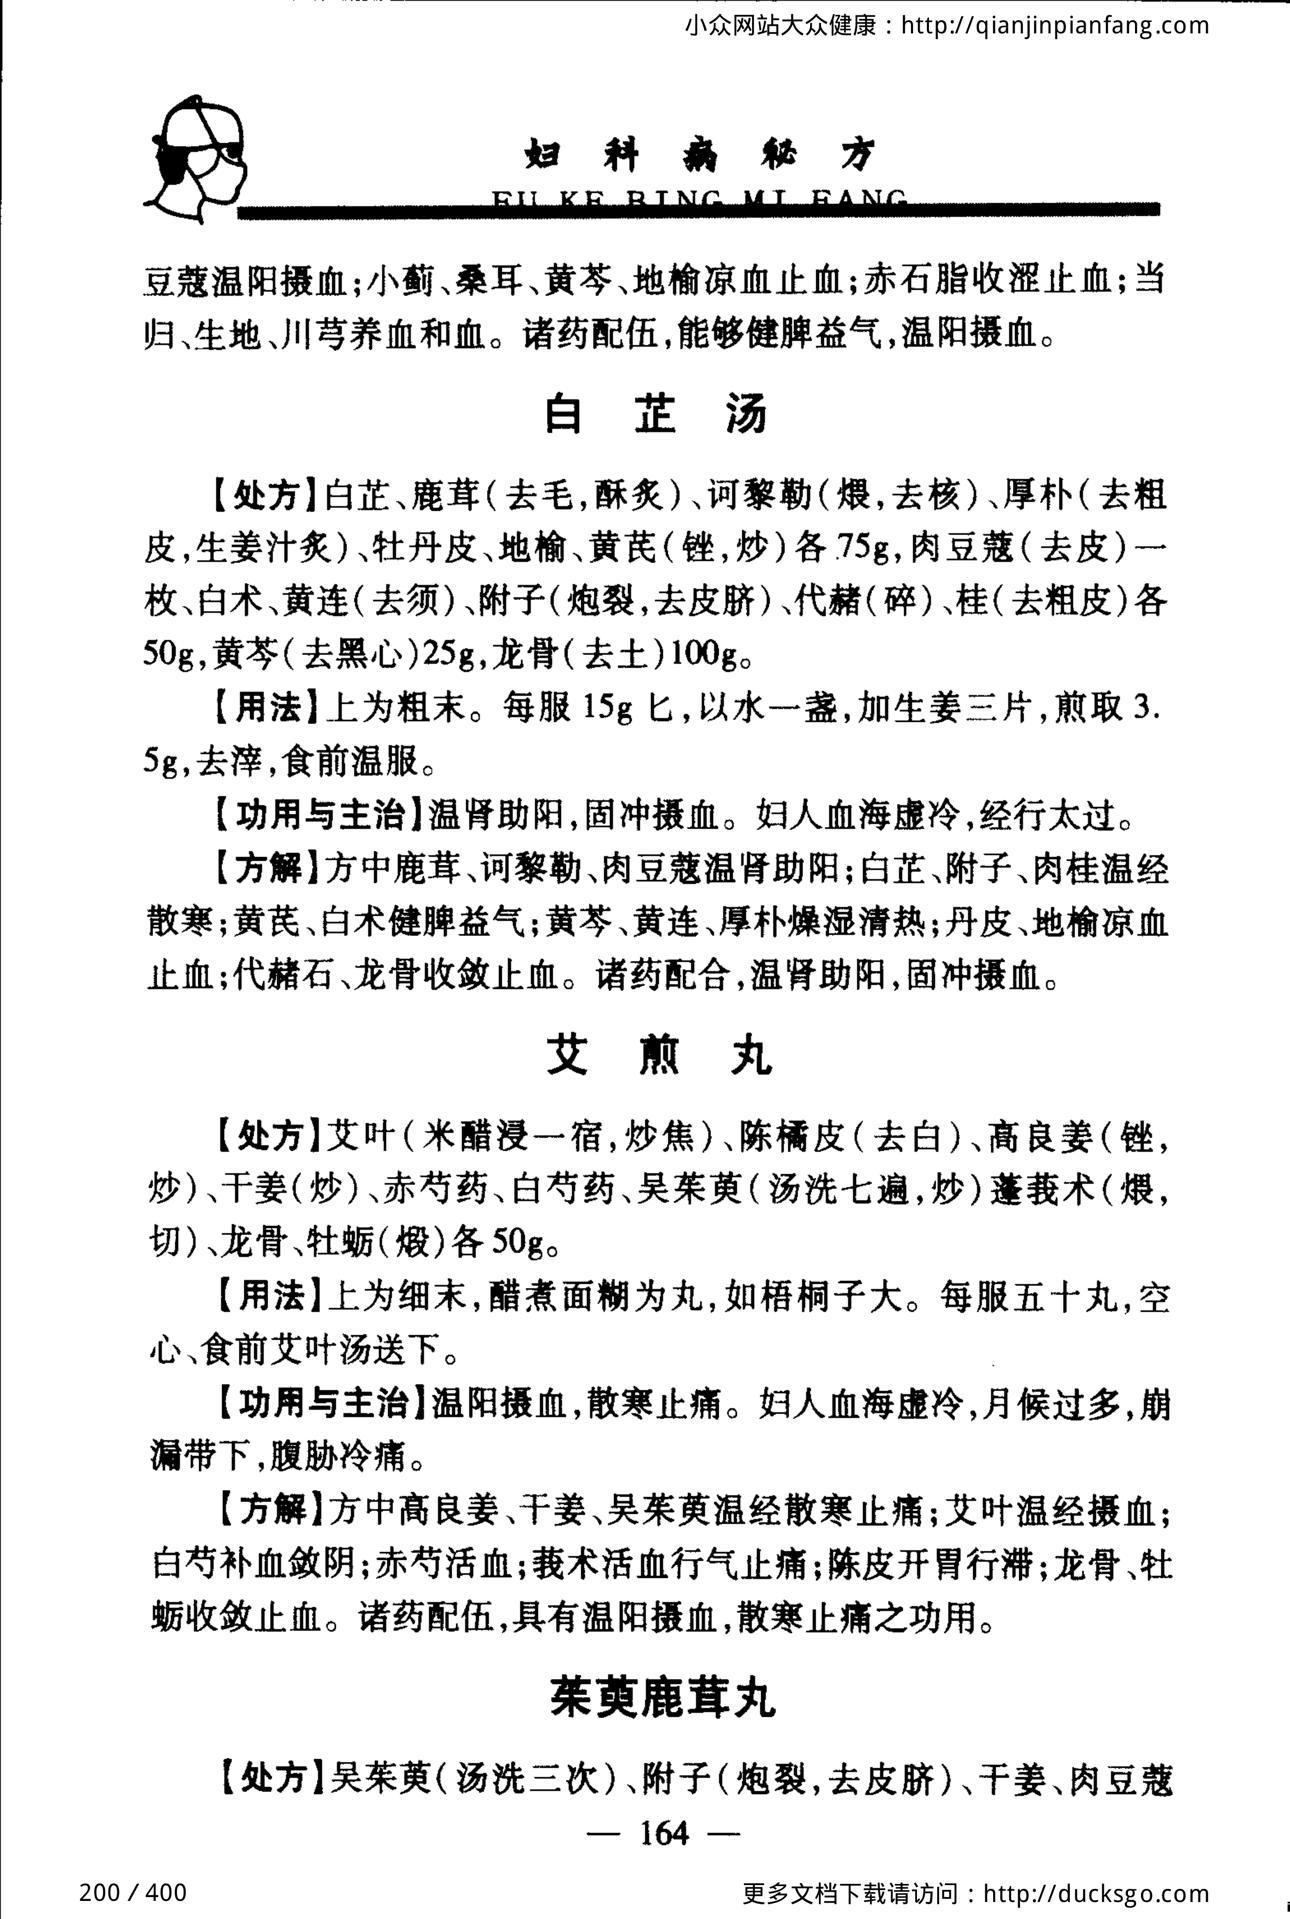 小众网站大众健康：http://qianjinpianfang.com
妇科病秘方
FU KE BING MI FANG
豆蔻温阳摄血;小蓟、桑耳、黄芩、地榆凉血止血;赤石脂收涩止血;当
归、生地、川芎养血和血。诸药配伍,能够健脾益气,温阳摄血。
白芷汤
【处方】白芷、鹿茸(去毛,酥炙)、诃黎勒(煨,去核)、厚朴(去粗
皮,生姜汁炙)、牡丹皮、地榆、黄芪(锉,炒)各75g,肉豆蔻(去皮)一
枚、白术、黄连(去须)、附子(炮裂,去皮脐)、代赭(碎)、桂(去粗皮)各
50g,黄芩(去黑心)25g,龙骨(去土)100g。
【用法】上为粗末。每服15g匕,以水一盏,加生姜三片,煎取3.
5g,去滓,食前温服。
【功用与主治】温肾助阳,固冲摄血。妇人血海虚冷,经行太过。
【方解】方中鹿茸、诃黎勒、肉豆蔻温肾助阳;白芷、附子、肉桂温经
散寒;黄芪、白术健脾益气;黄芩、黄连、厚朴燥湿清热;丹皮、地榆凉血
止血;代赭石、龙骨收敛止血。诸药配合,温肾助阳,固冲摄血。
艾煎丸
【处方】艾叶(米醋浸一宿,炒焦)、陈橘皮(去白)、高良姜(锉,
炒)、干姜(炒)、赤芍药、白芍药、吴茱萸(汤洗七遍,炒)蓬莪术(煨,
切)、龙骨、牡蛎(煅)各50g。
【用法】上为细末,醋煮面糊为丸,如梧桐子大。每服五十丸,空
心、食前艾叶汤送下。
【功用与主治】温阳摄血,散寒止痛。妇人血海虚冷,月候过多,崩
漏带下,腹胁冷痛。
【方解】方中高良姜、干姜、吴茱萸温经散寒止痛;艾叶温经摄血;
白芍补血敛阴;赤芍活血;莪术活血行气止痛;陈皮开胃行滞;龙骨、牡
蛎收敛止血。诸药配伍,具有温阳摄血,散寒止痛之功用。
茱萸鹿茸丸
【处方】吴茱萸(汤洗三次)、附子(炮裂,去皮脐)、干姜、肉豆蔻
— 164 —
200 / 400
更多文档下载请访问：http://ducksgo.com